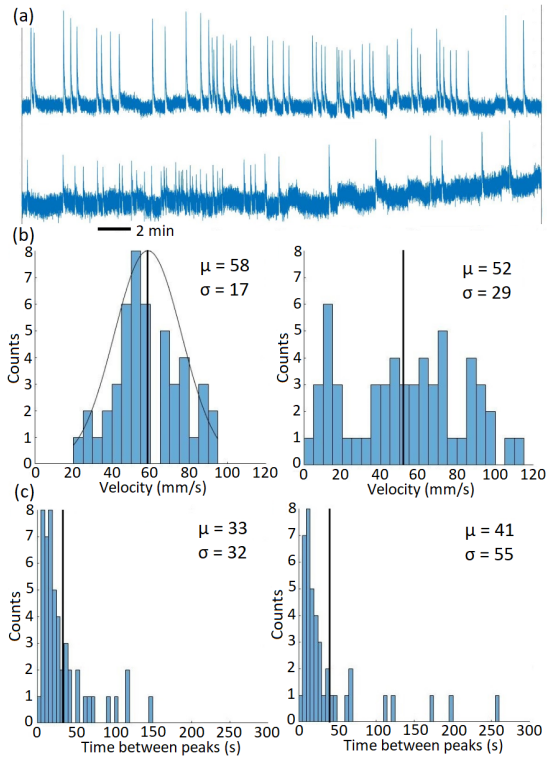 (a)
2 min
(b)
8
7
6
5
4
3
2
1
0
Counts
μ = 58
σ = 17
0 20 40 60 80 100 120
Velocity (mm/s)
8
7
6
5
4
3
2
1
0
Counts
μ = 52
σ = 29
0 20 40 60 80 100 120
Velocity (mm/s)
(c)
8
7
6
5
4
3
2
1
0
Counts
μ = 33
σ = 32
0 50 100 150 200 250 300
Time between peaks (s)
8
7
6
5
4
3
2
1
0
Counts
μ = 41
σ = 55
0 50 100 150 200 250 300
Time between peaks (s)